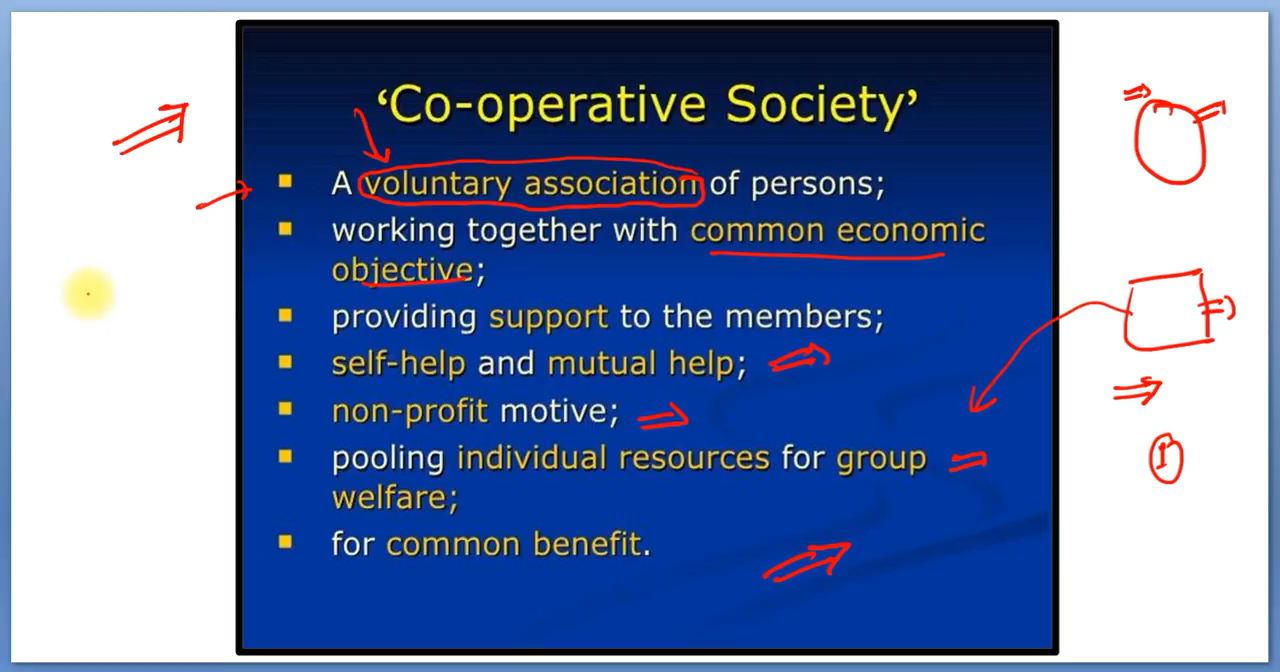 ‘Co-operative Society’
A voluntary association of persons;
working together with common economic
objective;
providing support to the members;
self-help and mutual help;
non-profit motive;
pooling individual resources for group
welfare;
for common benefit.